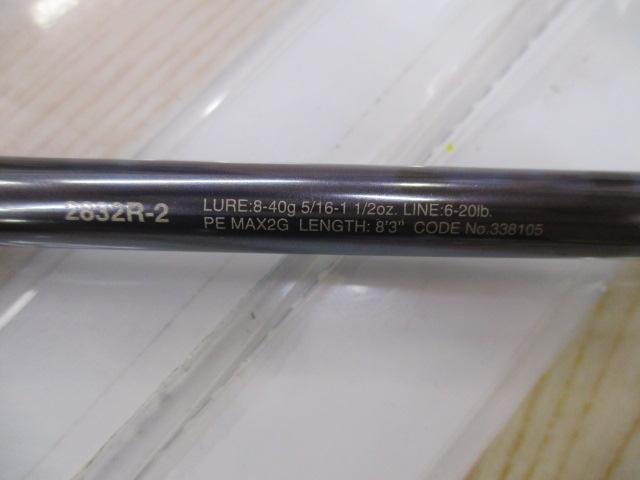 2832R-2
LURE:8-40g 5/16-1 1/2oz. LINE:6-20lb.
PE MAX2G LENGTH: 8'3" CODE No.338105